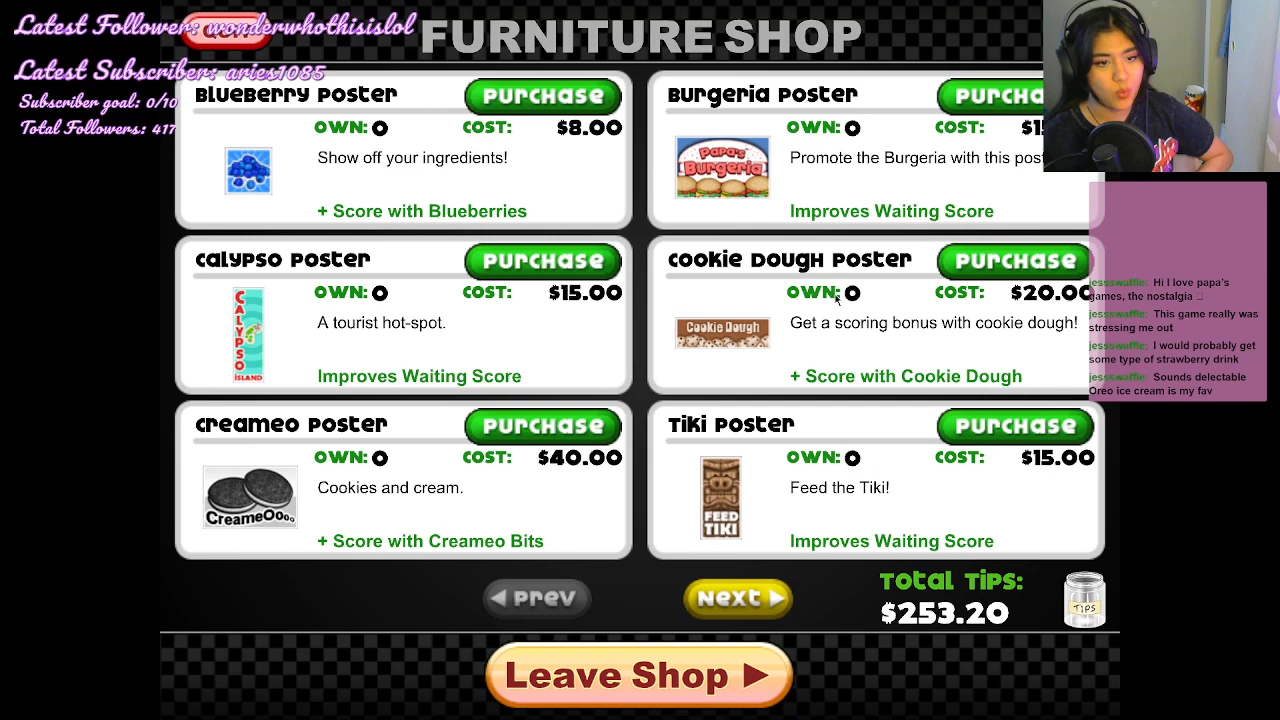 Latest Follower: wonderwhothisislol
FURNITURE SHOP
Latest Subscriber: aries1085
Subscriber goal: 0/10
Total Followers: 417
Blueberry Poster
Purchase
OWN: 0 COST: $8.00
Show off your ingredients!
+ Score with Blueberries
Burgeria Poster
OWN: 0 COST:
Papa's
Burgeria
Promote the Burgeria with this
Improves Waiting Score
Calypso Poster
Purchase
OWN: 0 COST: $15.00
CALYPSO
ISLAND
A tourist hot-spot.
Improves Waiting Score
Cookie Dough Poster
Purchase
OWN: 0 COST: $20.00
Cookie Dough
Get a scoring bonus with cookie dough!
+ Score with Cookie Dough
Creameo Poster
Purchase
OWN: 0 COST: $40.00
CreameOooo
Cookies and cream.
+ Score with Creameo Bits
Tiki Poster
Purchase
OWN: 0 COST: $15.00
FEED
TIKI
Feed the Tiki!
Improves Waiting Score
jessswaffle: Hi I love papa's
games, the nostalgia
jessswaffle: This game really was
stressing me out
jessswaffle: I would probably get
some type of strawberry drink
jessswaffle: Sounds delectable
Oreo ice cream is my fav
Prev
Next
Total Tips:
$253.20
TIPS
Leave Shop